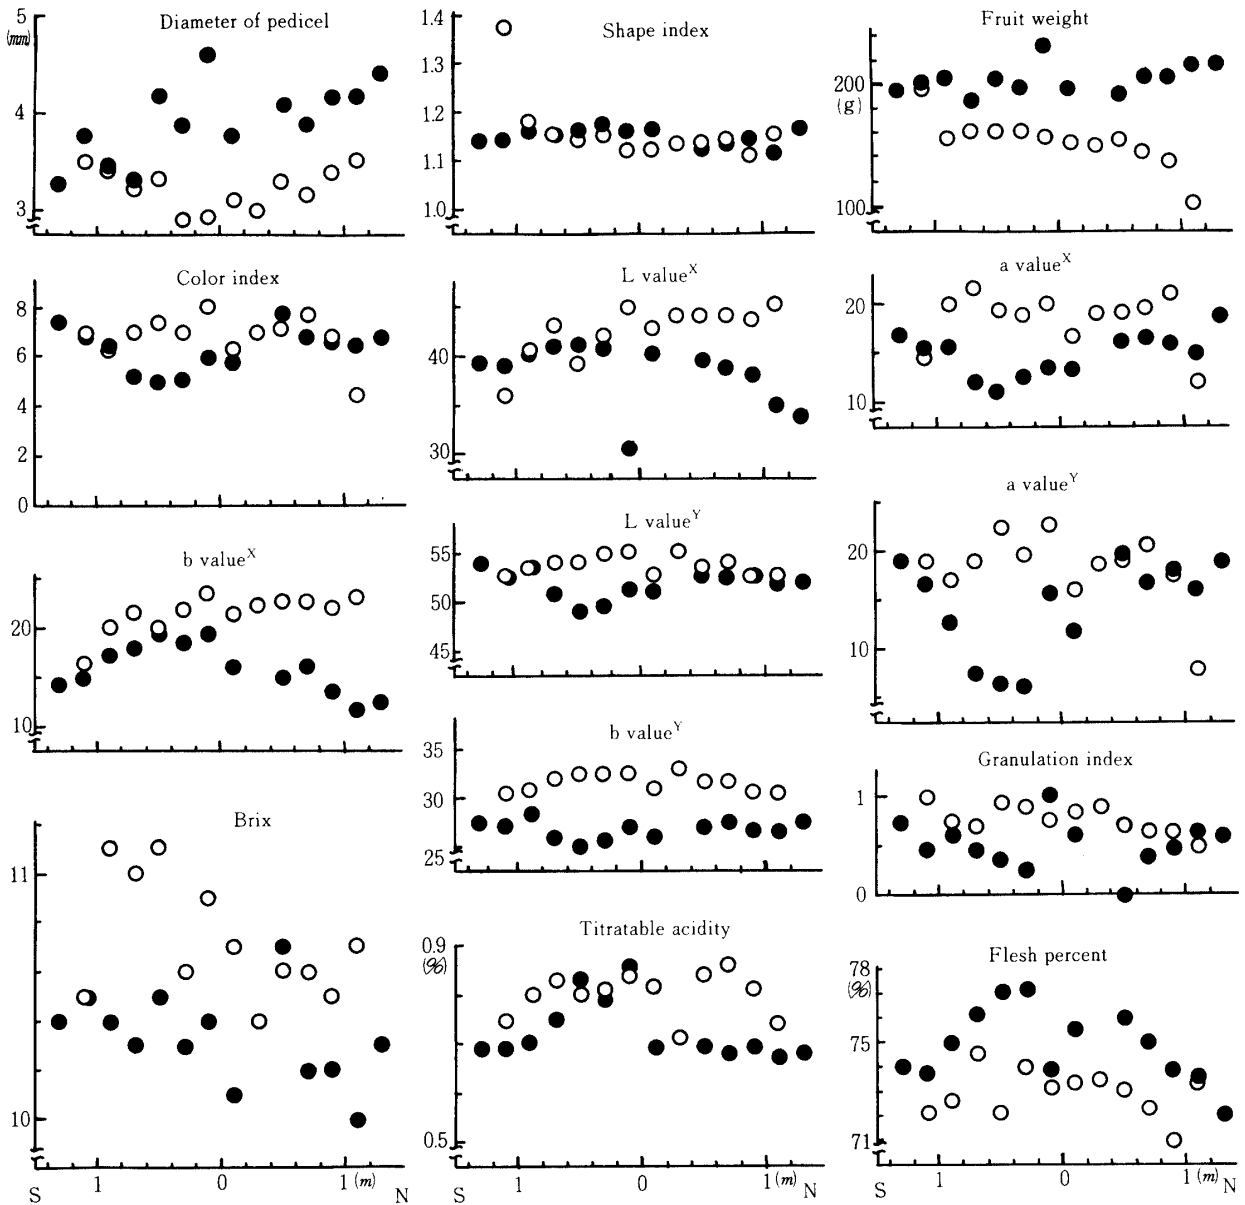 Diameter of pedicel
5
(mm)
4
3
Shape index
1.4
1.3
1.2
1.1
1.0
Fruit weight
200
(g)
100
Color index
8
6
4
2
0
L value^X
40
30
a value^X
20
10
b value^X
20
10
L value^Y
55
50
45
a value^Y
20
10
b value^Y
35
30
25
Granulation index
1
0
Brix
11
10
S 1 0 1 (m) N
Titratable acidity
0.9
(%)
0.5
S 1 0 1 (m) N
Flesh percent
78
(%)
75
71
S 1 0 1 (m) N